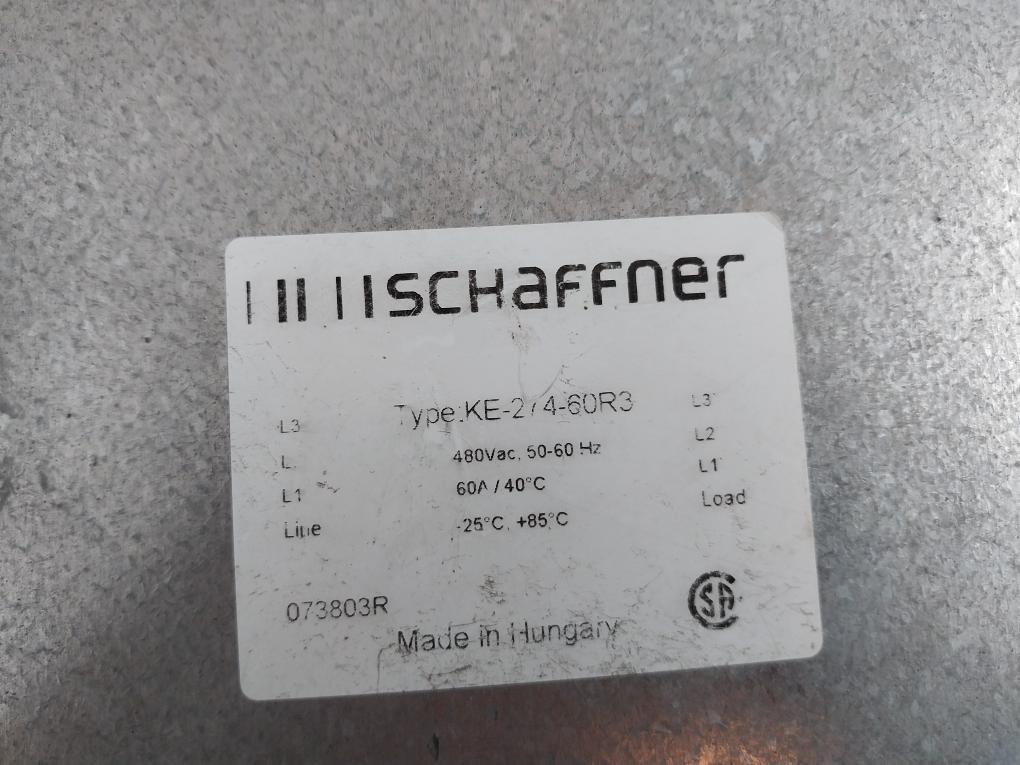 SCHAFFNER
Type:KE-274-60R3
L3
L3
480Vac, 50-60 Hz
L
L2
60A / 40°C
L1
L1
-25°C, +85°C
Line
Load
073803R
Made in Hungary
SA